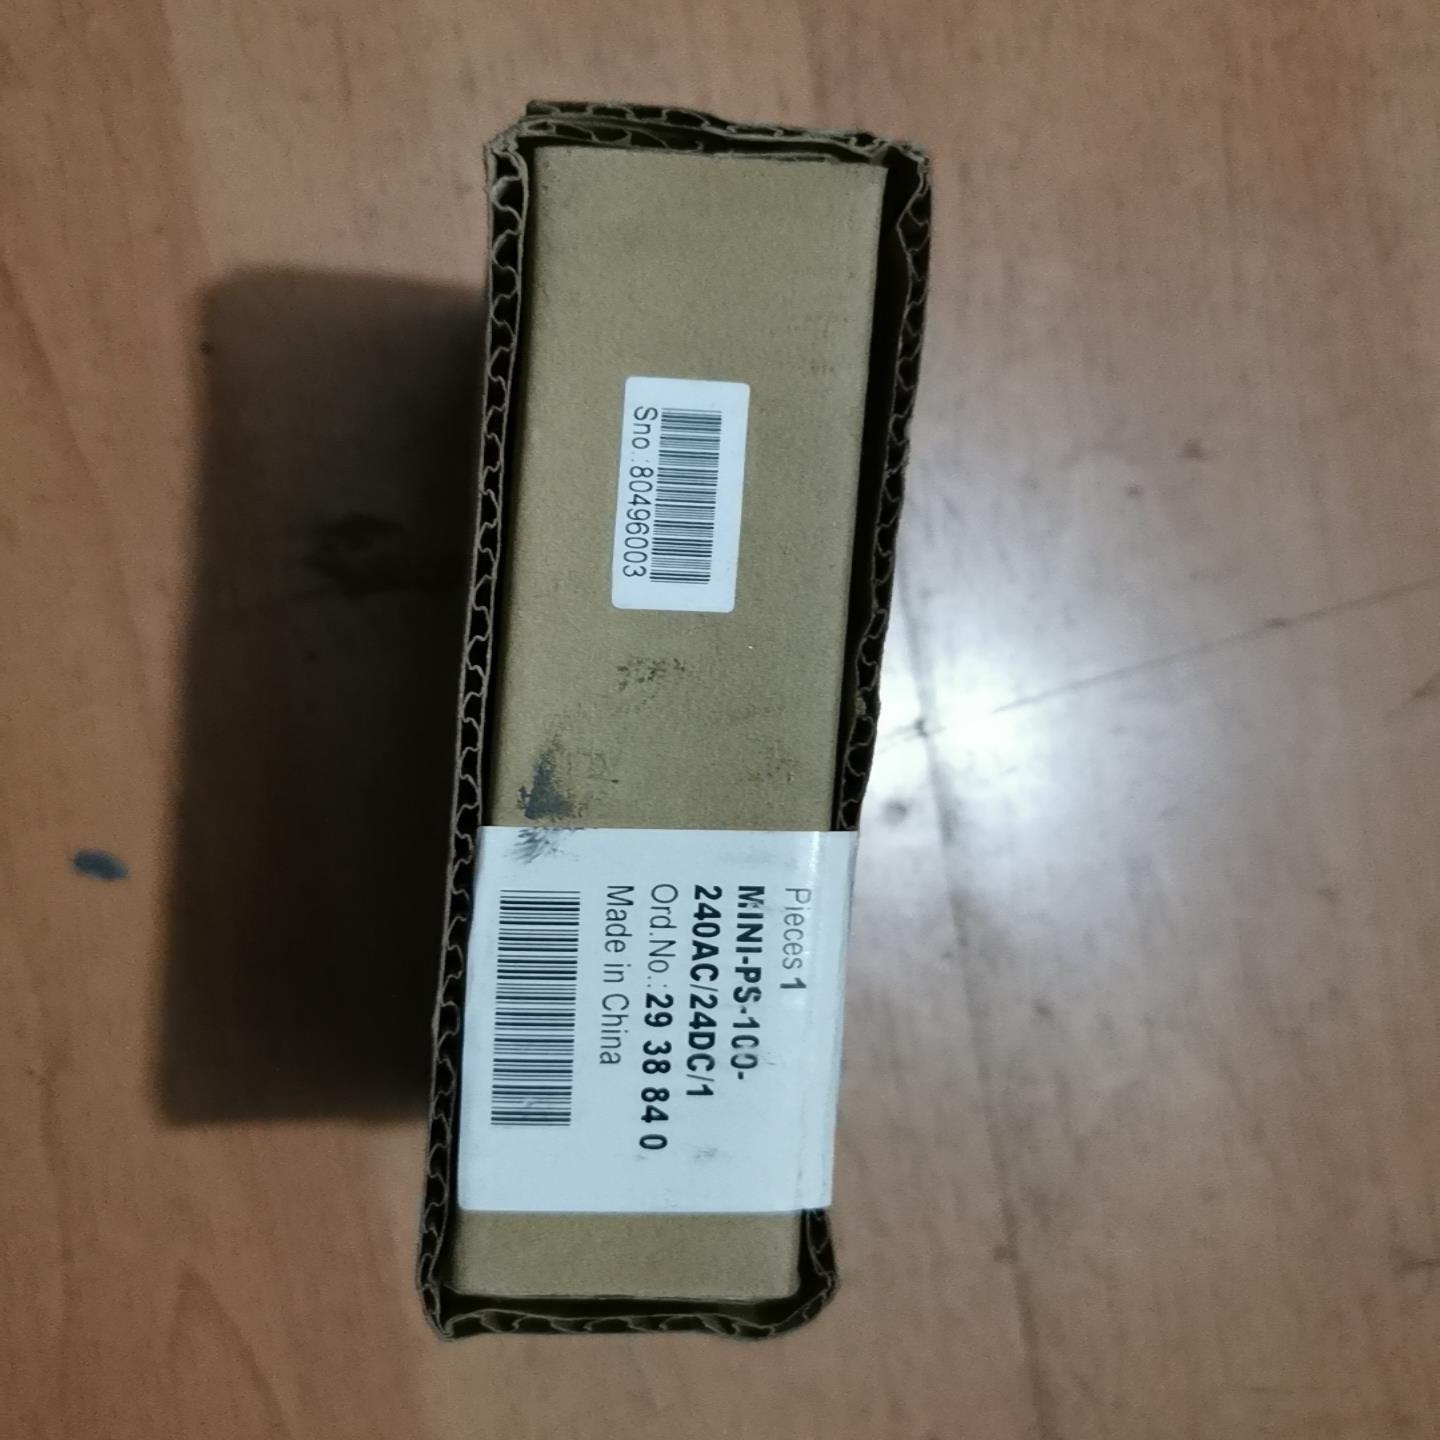 Sno.:80496003
Pieces 1
MINI-PS-100-
240AC/24DC/1
Ord.No.:29 38 84 0
Made in China